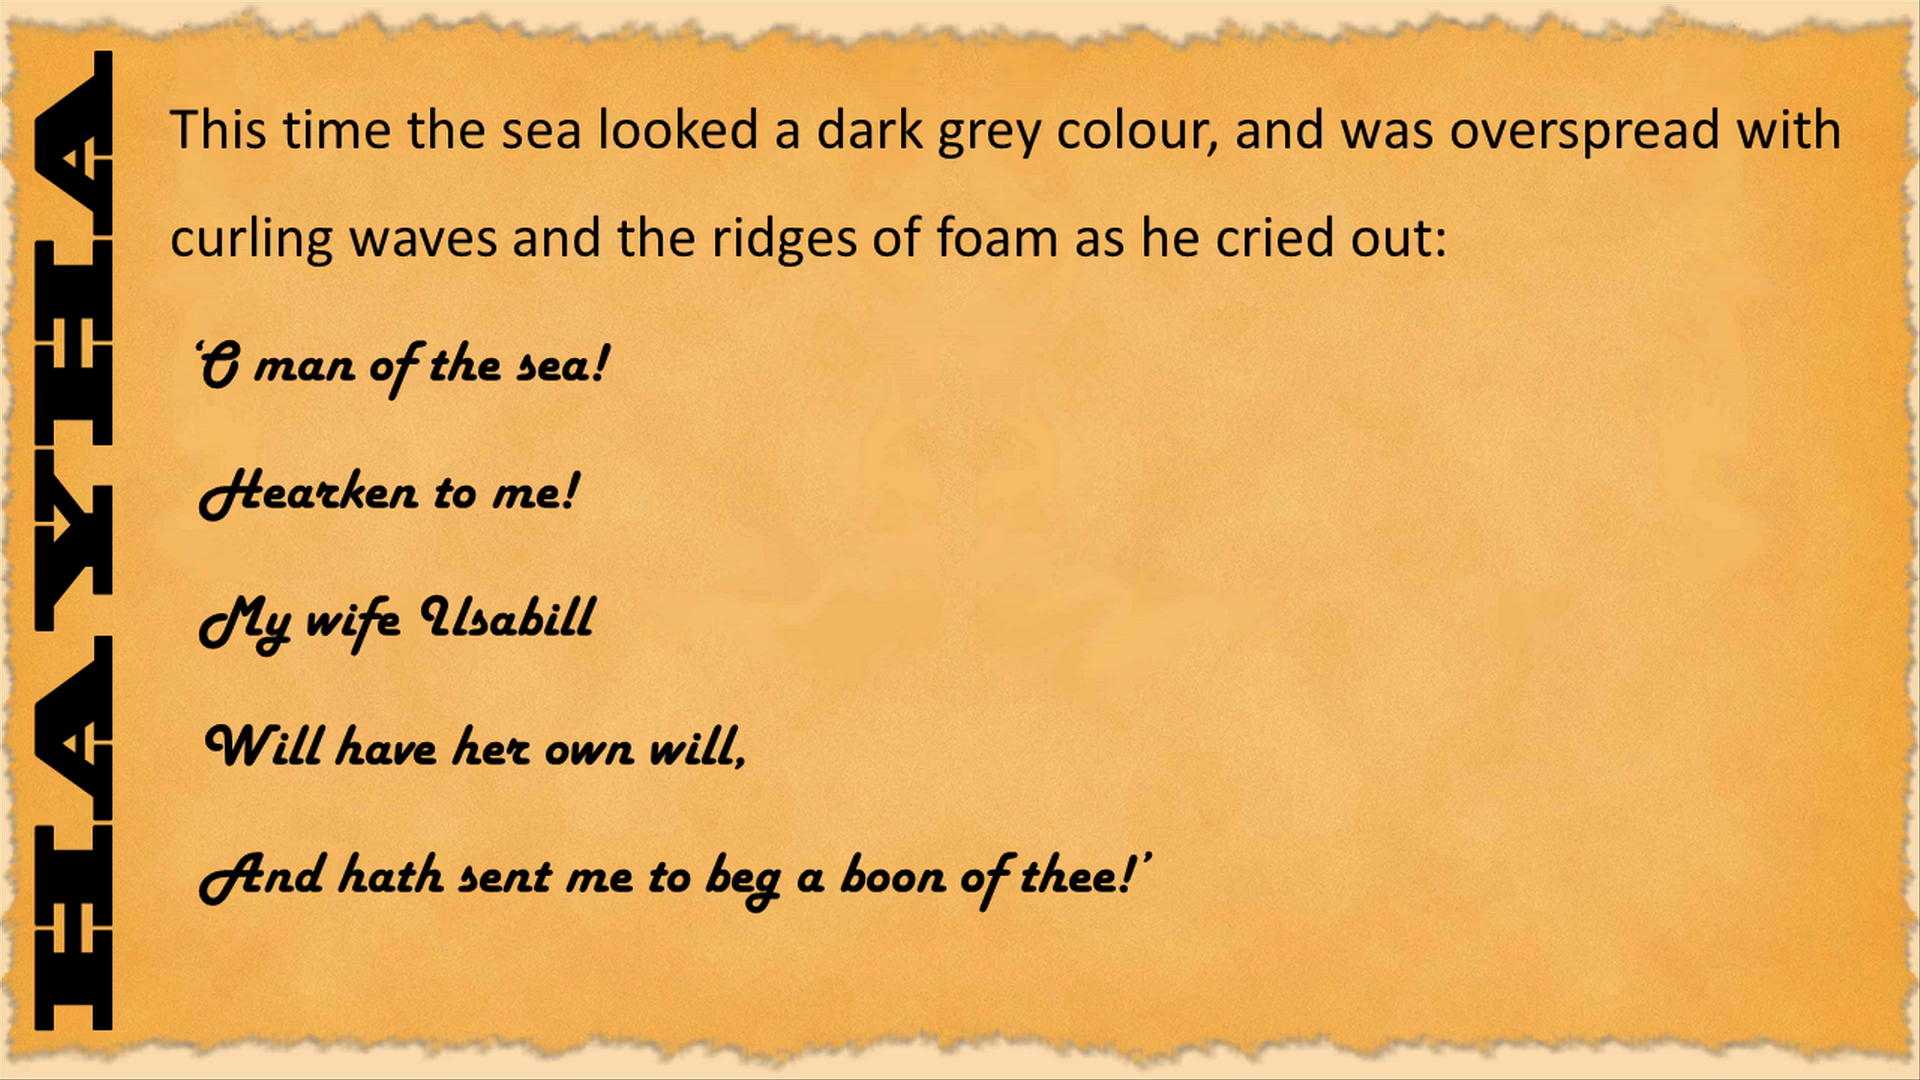 HAYHA
This time the sea looked a dark grey colour, and was overspread with
curling waves and the ridges of foam as he cried out:
‘O man of the sea!
Hearken to me!
My wife Ilsabill
Will have her own will,
And hath sent me to beg a boon of thee!’